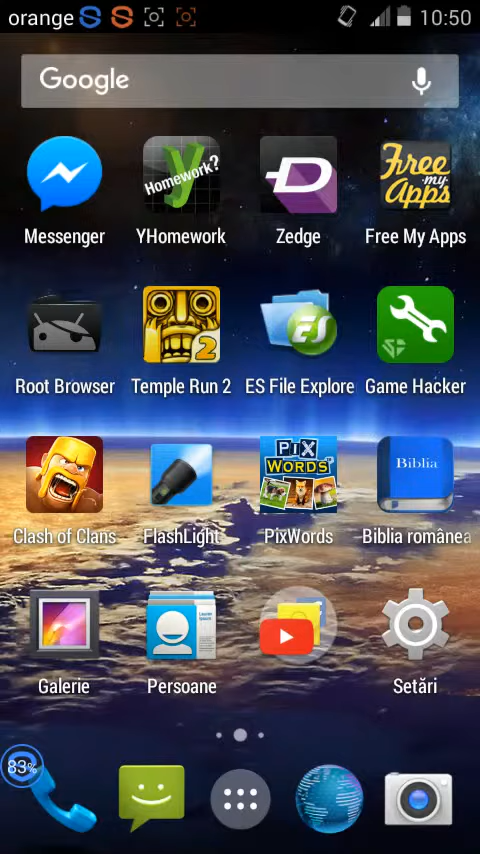 orange 10:50
Google
Homework?
Free
my
Apps
Messenger YHomework Zedge Free My Apps
2
ES
Root Browser Temple Run 2 ES File Explore Game Hacker
PIX
WORDS
Biblia
Clash of Clans FlashLight PixWords Biblia românea
Galerie Persoane Setări
83%